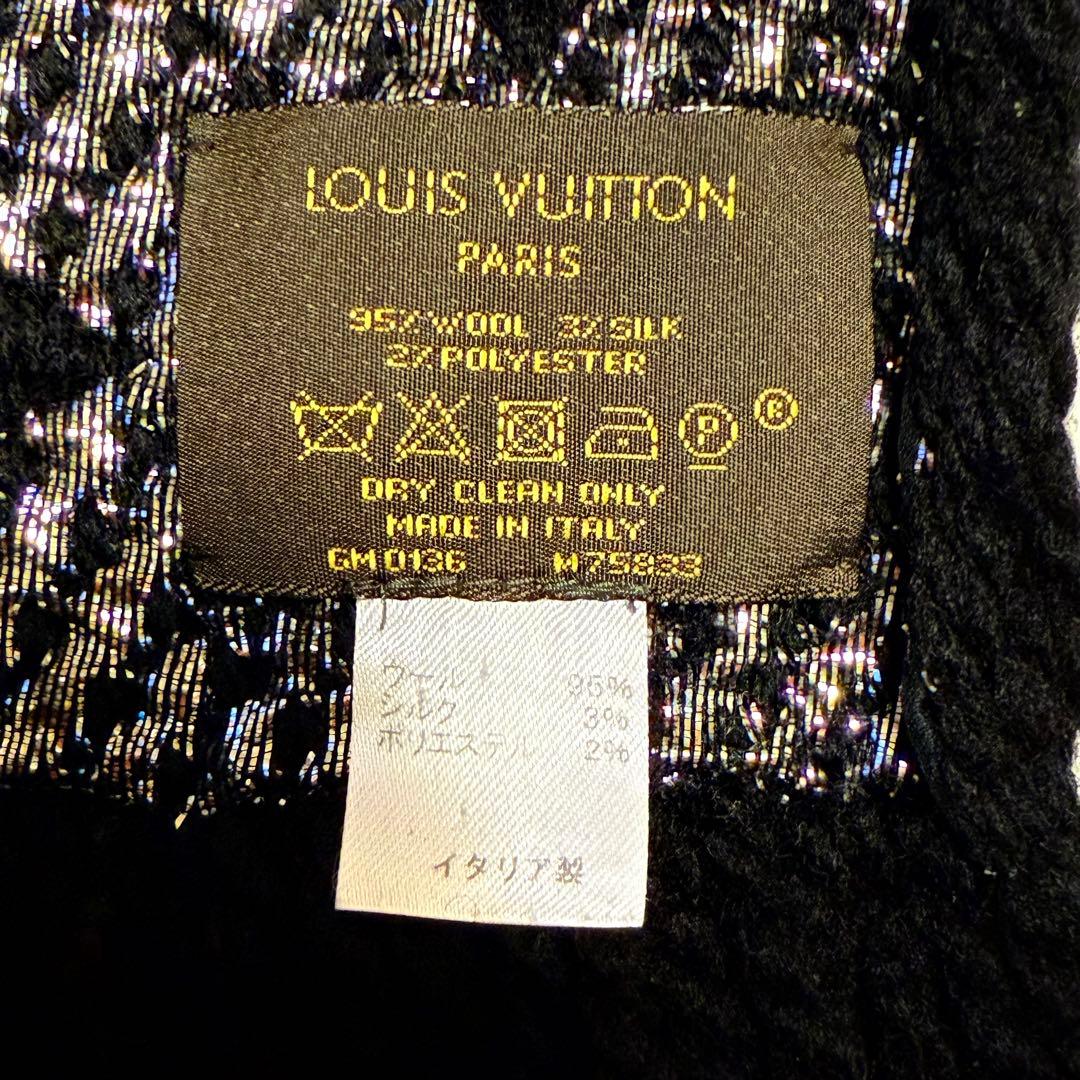 LOUIS VUITTON
PARIS
95% WOOL 3% SILK
2% POLYESTER
P ®
DRY CLEAN ONLY
MADE IN ITALY
GM0136 M75833
ウール 95%
シルク 3%
ポリエステル 2%
イタリア製